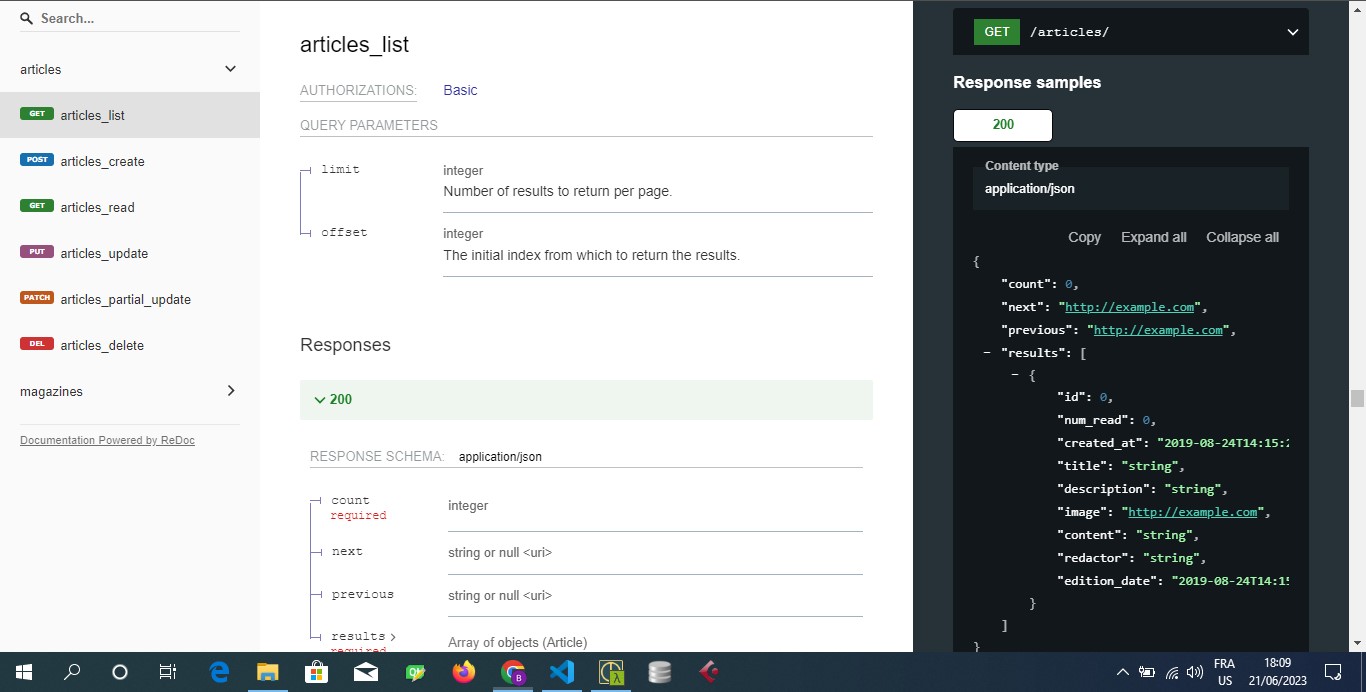 Search...
articles
GET articles_list
POST articles_create
GET articles_read
PUT articles_update
PATCH articles_partial_update
DEL articles_delete
magazines
Documentation Powered by ReDoc
articles_list
AUTHORIZATIONS: Basic
QUERY PARAMETERS
limit integer
Number of results to return per page.
offset integer
The initial index from which to return the results.
Responses
200
RESPONSE SCHEMA: application/json
count integer
required
next string or null <uri>
previous string or null <uri>
results > Array of objects (Article)
required
GET /articles/
Response samples
200
Content type
application/json
Copy Expand all Collapse all
{
"count": 0,
"next": "http://example.com",
"previous": "http://example.com",
− "results": [
− {
"id": 0,
"num_read": 0,
"created_at": "2019-08-24T14:15:2
"title": "string",
"description": "string",
"image": "http://example.com",
"content": "string",
"redactor": "string",
"edition_date": "2019-08-24T14:15
}
]
}
FRA 18:09
US 21/06/2023